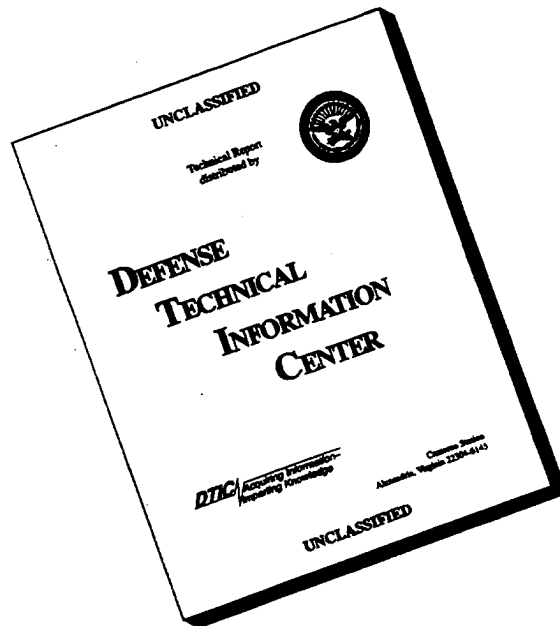 UNCLASSIFIED
Technical Report
distributed by
DEFENSE
TECHNICAL
INFORMATION
CENTER
DTIC Acquiring Information–
Imparting Knowledge
Cameron Station
Alexandria, Virginia 22304-6145
UNCLASSIFIED